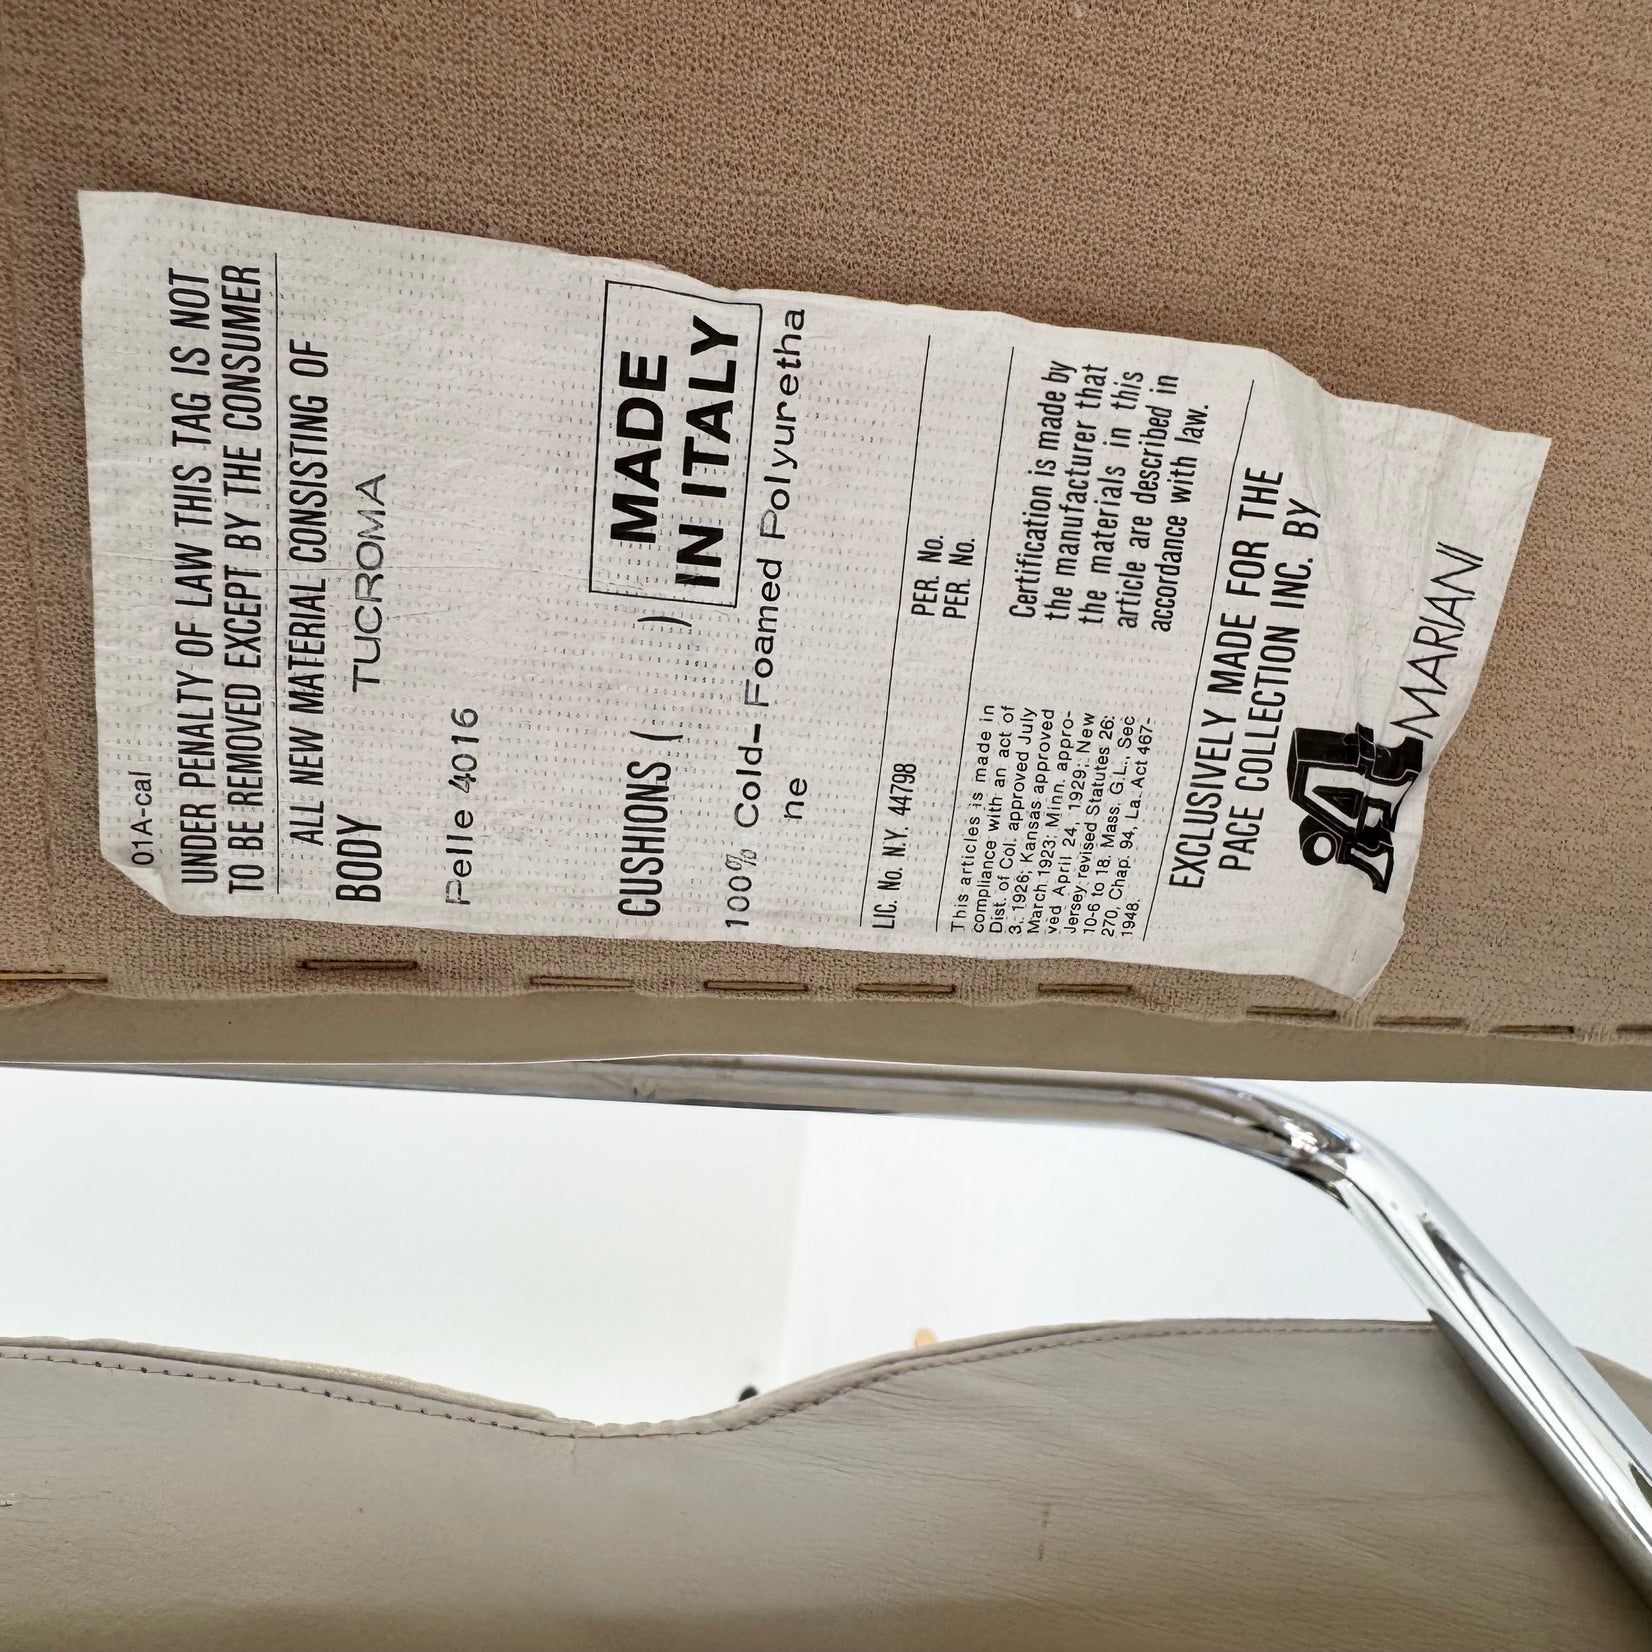 01A-cal
UNDER PENALTY OF LAW THIS TAG IS NOT
TO BE REMOVED EXCEPT BY THE CONSUMER
ALL NEW MATERIAL CONSISTING OF
BODY TUCROMA
Pelle 4016
MADE
IN ITALY
CUSHIONS ( )
100% Cold-Foamed Polyuretha
ne
LIC. No. N.Y. 44798
PER. No.
PER. No.
This articles is made in
compliance with an act of
Dist. of Col. approved July
3, 1926; Kansas approved
March 1923; Minn. appro-
ved April 24, 1929; New
Jersey revised Statutes 26:
10-6 to 18. Mass. G.L., Sec
270, Chap. 94, La. Act 467-
1948.
Certification is made by
the manufacturer that
the materials in this
article are described in
accordance with law.
EXCLUSIVELY MADE FOR THE
PACE COLLECTION INC. BY
MARIANI